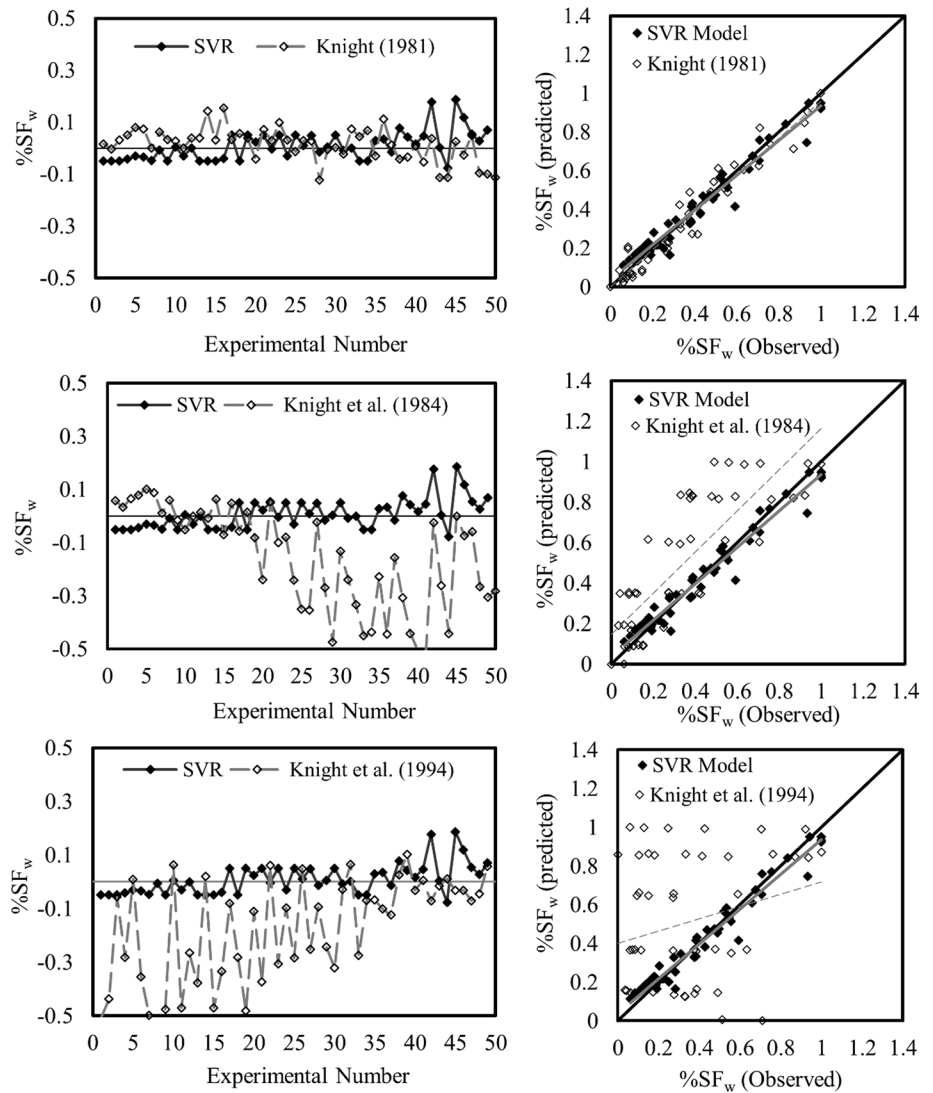 0.5
0.3
0.1
-0.1
-0.3
-0.5
%SFw
SVR
Knight (1981)
0 5 10 15 20 25 30 35 40 45 50
Experimental Number
1.4
1.2
1
0.8
0.6
0.4
0.2
0
%SFw (predicted)
SVR Model
Knight (1981)
0 0.2 0.4 0.6 0.8 1 1.2 1.4
%SFw (Observed)
0.5
0.3
0.1
-0.1
-0.3
-0.5
%SFw
SVR
Knight et al. (1984)
0 5 10 15 20 25 30 35 40 45 50
Experimental Number
1.4
1.2
1
0.8
0.6
0.4
0.2
0
%SFw (predicted)
SVR Model
Knight et al. (1984)
0 0.2 0.4 0.6 0.8 1 1.2 1.4
%SFw (Observed)
0.5
0.3
0.1
-0.1
-0.3
-0.5
%SFw
SVR
Knight et al. (1994)
0 5 10 15 20 25 30 35 40 45 50
Experimental Number
1.4
1.2
1
0.8
0.6
0.4
0.2
0
%SFw (predicted)
SVR Model
Knight et al. (1994)
0 0.2 0.4 0.6 0.8 1 1.2 1.4
%SFw (Observed)